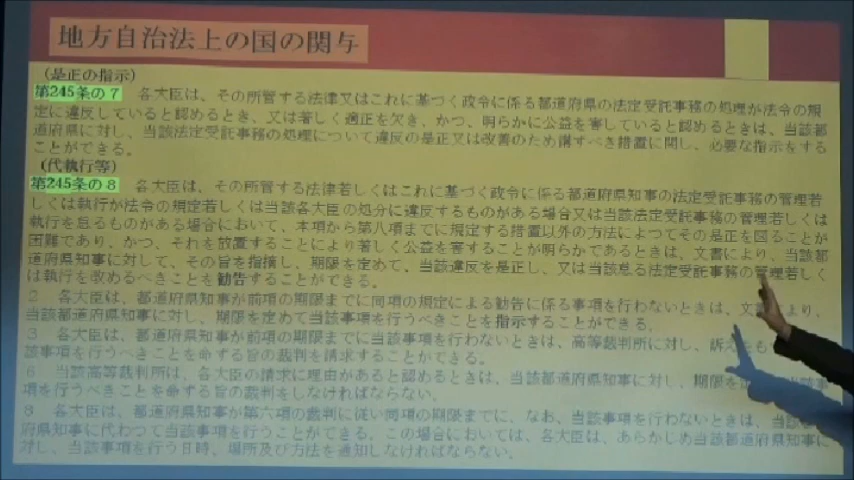 地方自治法上の国の関与
(是正の指示)
第245条の7 各大臣は、その所管する法律又はこれに基づく政令に係る都道府県の法定受託事務の処理が法令の規
定に違反していると認めるとき、又は著しく適正を欠き、かつ、明らかに公益を害していると認めるときは、当該都
道府県に対し、当該法定受託事務の処理について違反の是正又は改善のため講ずべき措置に関し、必要な指示をする
ことができる。
(代執行等)
第245条の8 各大臣は、その所管する法律若しくはこれに基づく政令に係る都道府県知事の法定受託事務の管理若
しくは執行が法令の規定若しくは当該各大臣の処分に違反するものがある場合又は当該法定受託事務の管理若しくは
執行を怠るものがある場合において、本項から第八項までに規定する措置以外の方法によつてその是正を図ることが
困難であり、かつ、それを放置することにより著しく公益を害することが明らかであるときは、文書により、当該都
道府県知事に対して、その旨を指摘し、期限を定めて、当該違反を是正し、又は当該怠る法定受託事務の管理若しく
は執行を改めるべきことを勧告することができる。
2 各大臣は、都道府県知事が前項の期限までに同項の規定による勧告に係る事項を行わないときは、文書により、
当該都道府県知事に対し、期限を定めて当該事項を行うべきことを指示することができる。
3 各大臣は、都道府県知事が前項の期限までに当該事項を行わないときは、高等裁判所に対し、訴えをも
該事項を行うべきことを命ずる旨の裁判を請求することができる。
6 当該高等裁判所は、各大臣の請求に理由があると認めるときは、当該都道府県知事に対し、期限を定 当該事
項を行うべきことを命ずる旨の裁判をしなければならない。
8 各大臣は、都道府県知事が第六項の裁判に従い同項の期限までに、なお、当該事項を行わないときは、当該
府県知事に代わつて当該事項を行うことができる。この場合においては、各大臣は、あらかじめ当該都道府県知事に
対し、当該事項を行う日時、場所及び方法を通知しなければならない。